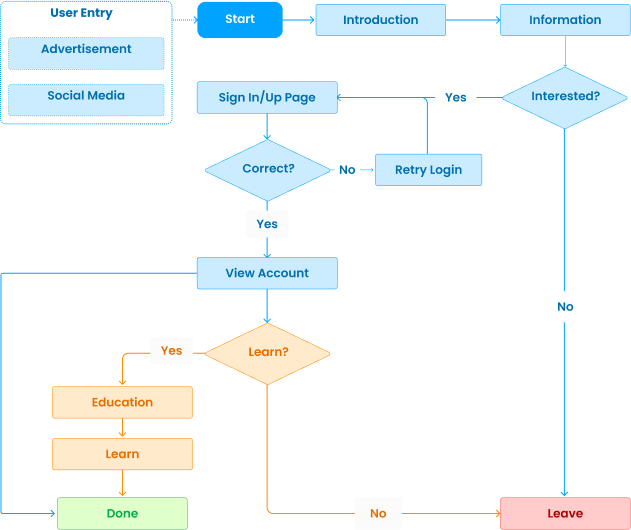 User Entry
Advertisement
Social Media
Start
Introduction
Information
Interested?
Yes
Sign In/Up Page
Correct?
No
Retry Login
Yes
View Account
No
Learn?
Yes
Education
Learn
Done
No
Leave